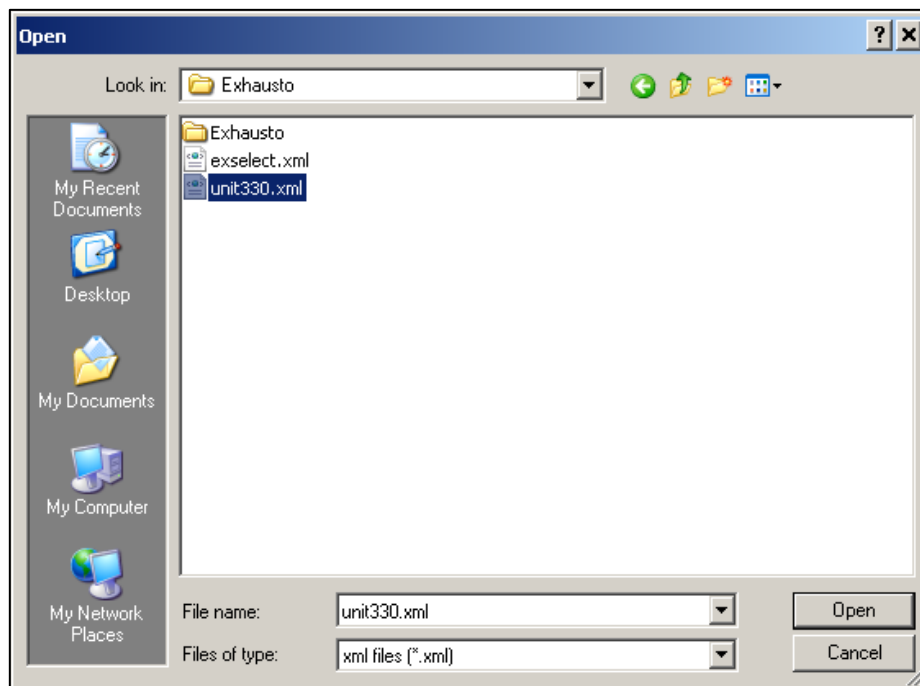 Open
Look in: Exhausto
Exhausto
exselect.xml
unit330.xml
My Recent
Documents
Desktop
My Documents
My Computer
My Network
Places
File name: unit330.xml Open
Files of type: xml files (*.xml) Cancel